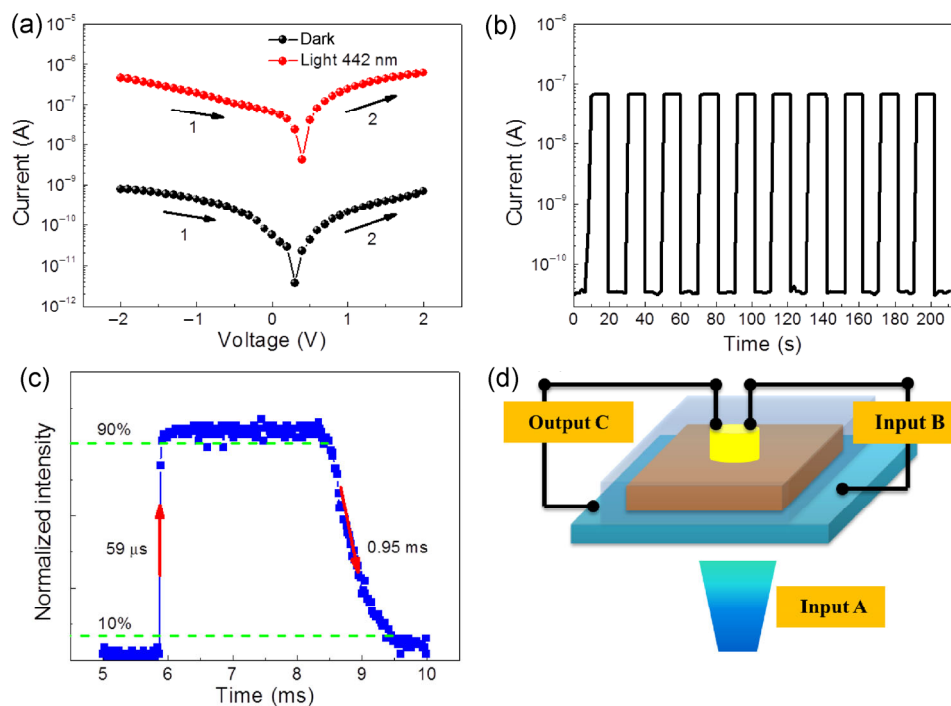 (a)
10⁻⁵
10⁻⁶
10⁻⁷
10⁻⁸
10⁻⁹
10⁻¹⁰
10⁻¹¹
10⁻¹²
Current (A)
Dark
Light 442 nm
1
2
1
2
−2
−1
0
1
2
Voltage (V)
(b)
10⁻⁶
10⁻⁷
10⁻⁸
10⁻⁹
10⁻¹⁰
Current (A)
0 20 40 60 80 100 120 140 160 180 200
Time (s)
(c)
Normalized intensity
90%
59 μs
0.95 ms
10%
5 6 7 8 9 10
Time (ms)
(d)
Output C
Input B
Input A